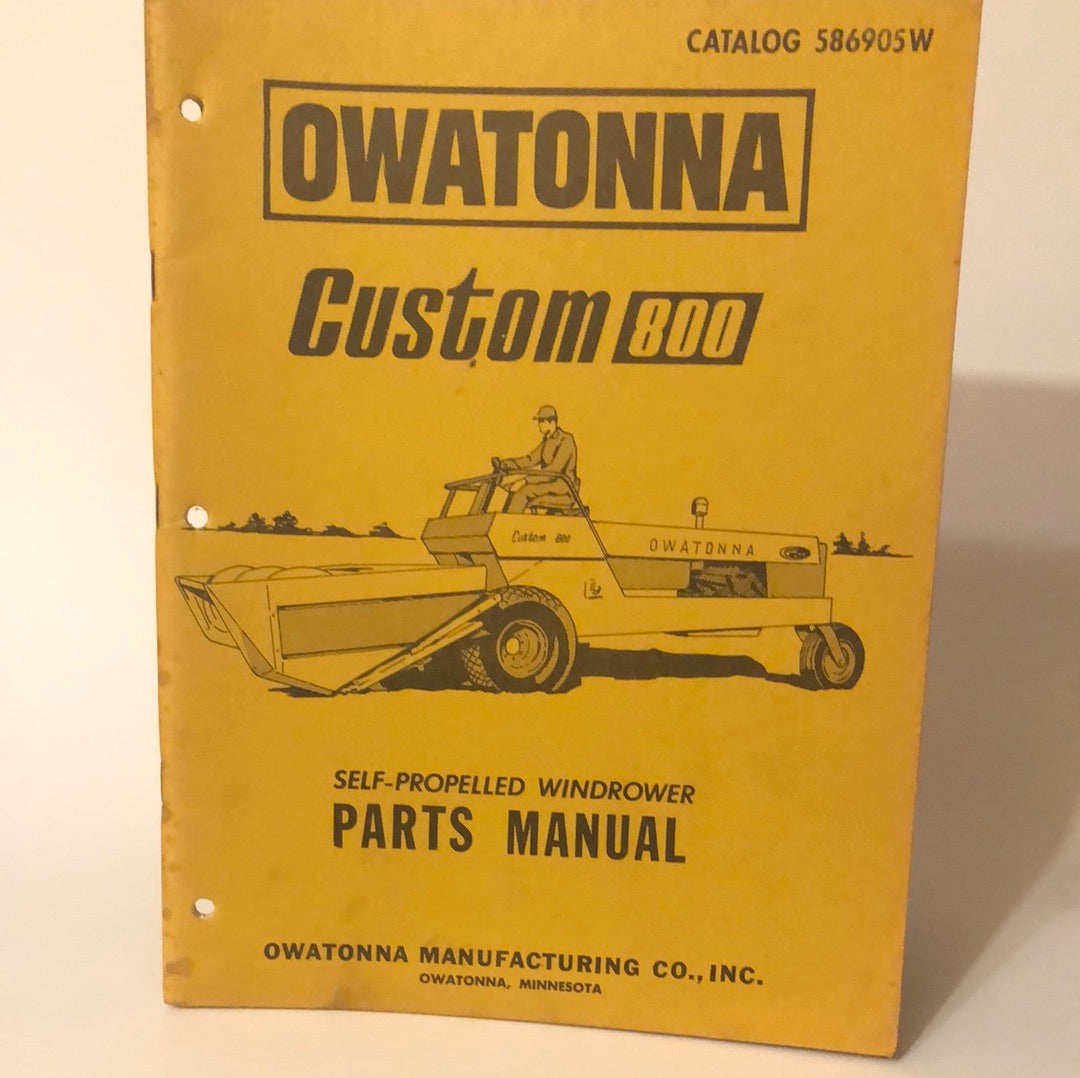 CATALOG 586905W
OWATONNA
Custom 800
Custom 800
OWATONNA
SELF-PROPELLED WINDROWER
PARTS MANUAL
OWATONNA MANUFACTURING CO., INC.
OWATONNA, MINNESOTA